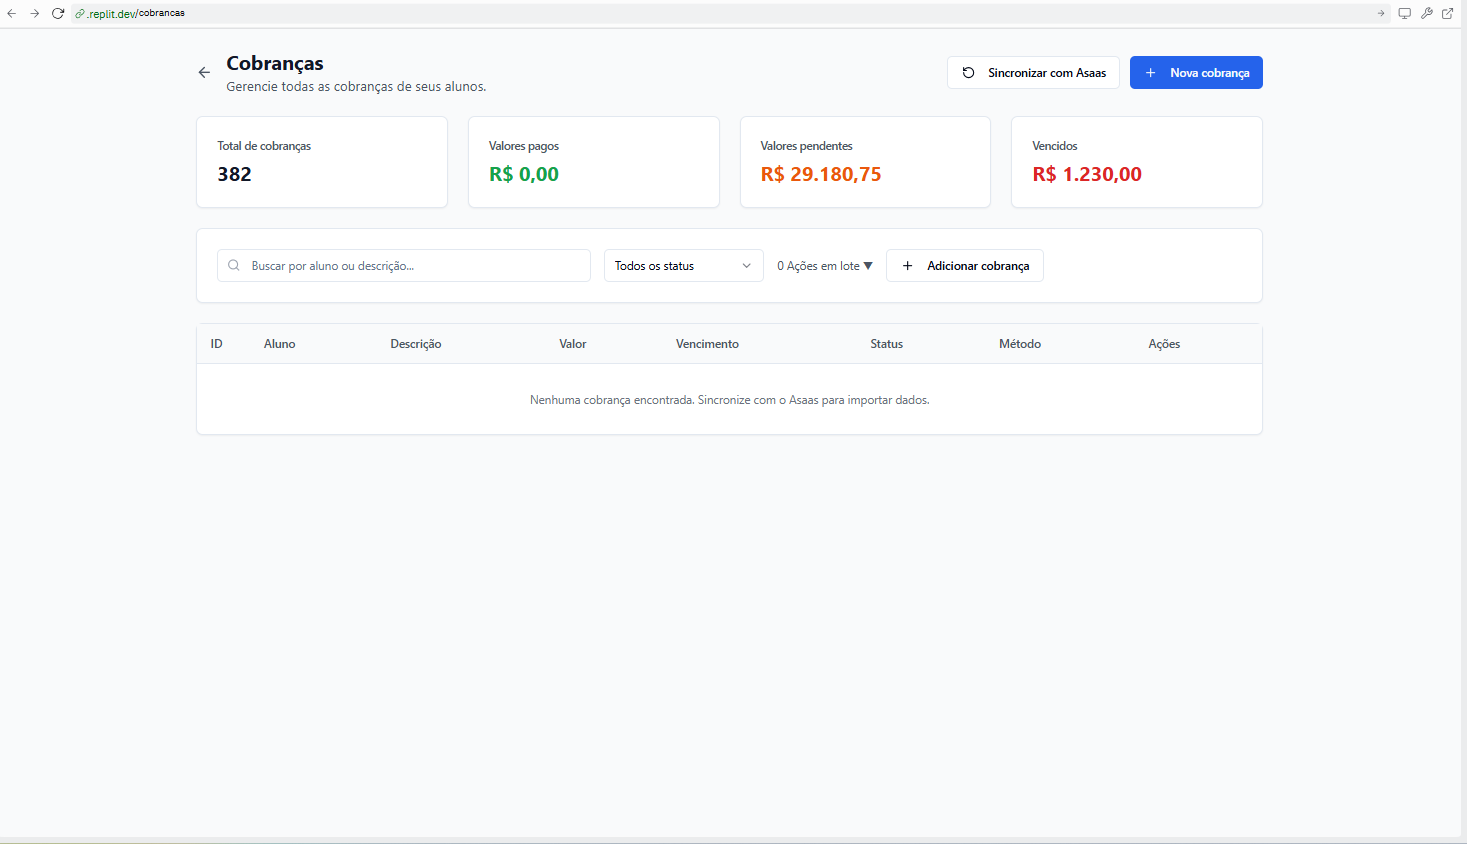 .replit.dev/cobrancas
Cobranças
Gerencie todas as cobranças de seus alunos.
Sincronizar com Asaas
Nova cobrança
Total de cobranças
382
Valores pagos
R$ 0,00
Valores pendentes
R$ 29.180,75
Vencidos
R$ 1.230,00
Buscar por aluno ou descrição...
Todos os status
0 Ações em lote ▼
Adicionar cobrança
ID Aluno Descrição Valor Vencimento Status Método Ações
Nenhuma cobrança encontrada. Sincronize com o Asaas para importar dados.